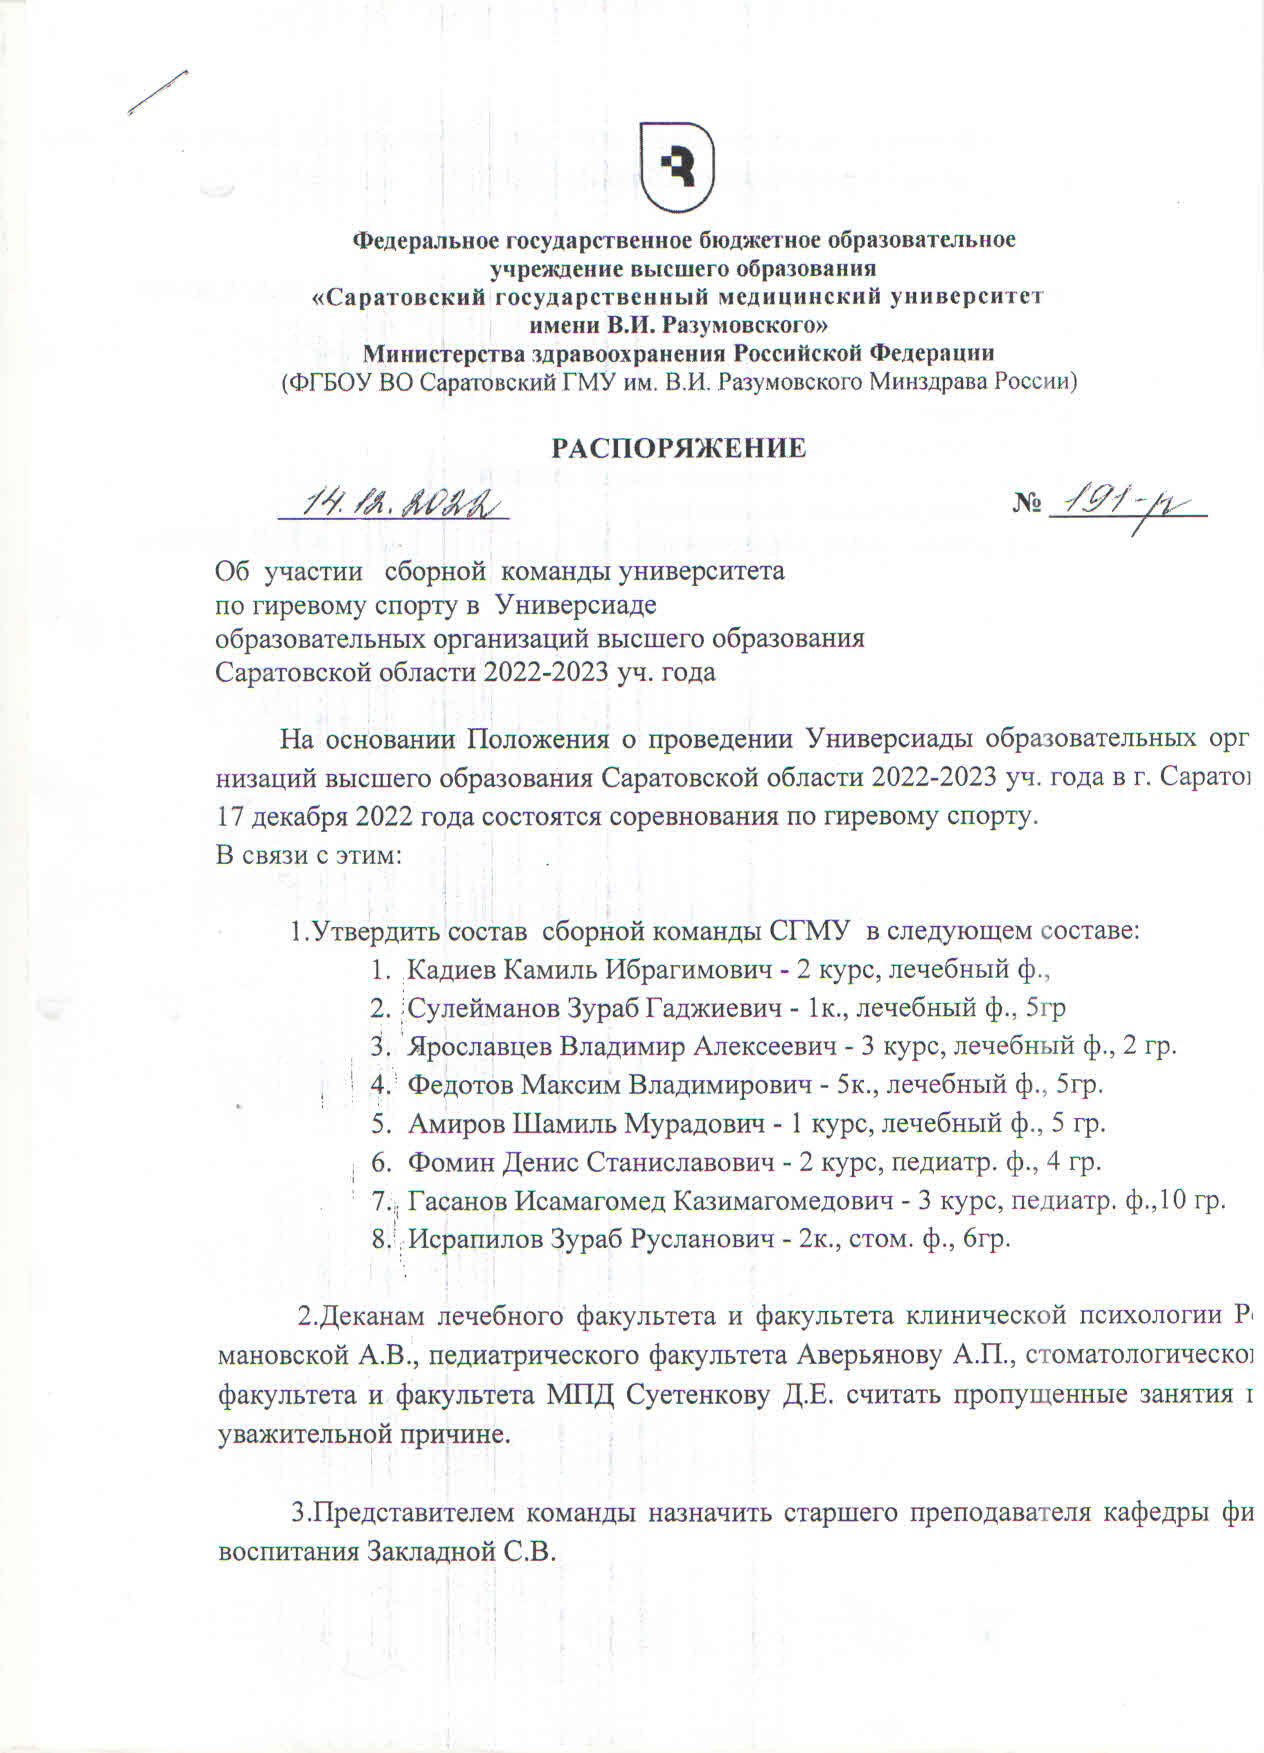 Федеральное государственное бюджетное образовательное
учреждение высшего образования
«Саратовский государственный медицинский университет
имени В.И. Разумовского»
Министерства здравоохранения Российской Федерации
(ФГБОУ ВО Саратовский ГМУ им. В.И. Разумовского Минздрава России)
РАСПОРЯЖЕНИЕ
14.12.2022 № 191-р
Об участии сборной команды университета
по гиревому спорту в Универсиаде
образовательных организаций высшего образования
Саратовской области 2022-2023 уч. года
На основании Положения о проведении Универсиады образовательных орг
низаций высшего образования Саратовской области 2022-2023 уч. года в г. Сарато
17 декабря 2022 года состоятся соревнования по гиревому спорту.
В связи с этим:
1.Утвердить состав сборной команды СГМУ в следующем составе:
1. Кадиев Камиль Ибрагимович - 2 курс, лечебный ф.,
2. Сулейманов Зураб Гаджиевич - 1к., лечебный ф., 5гр
3. Ярославцев Владимир Алексеевич - 3 курс, лечебный ф., 2 гр.
4. Федотов Максим Владимирович - 5к., лечебный ф., 5гр.
5. Амиров Шамиль Мурадович - 1 курс, лечебный ф., 5 гр.
6. Фомин Денис Станиславович - 2 курс, педиатр. ф., 4 гр.
7. Гасанов Исамагомед Казимагомедович - 3 курс, педиатр. ф.,10 гр.
8. Исрапилов Зураб Русланович - 2к., стом. ф., 6гр.
2.Деканам лечебного факультета и факультета клинической психологии Р
мановской А.В., педиатрического факультета Аверьянову А.П., стоматологическо
факультета и факультета МПД Суетенкову Д.Е. считать пропущенные занятия
уважительной причине.
3.Представителем команды назначить старшего преподавателя кафедры фи
воспитания Закладной С.В.